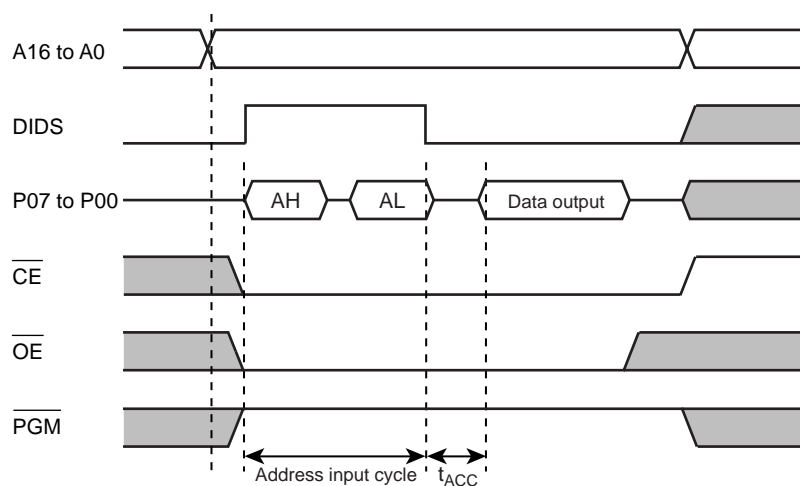 A16 to A0
DIDS
P07 to P00
AH
AL
Data output
CE
OE
PGM
Address input cycle
tACC